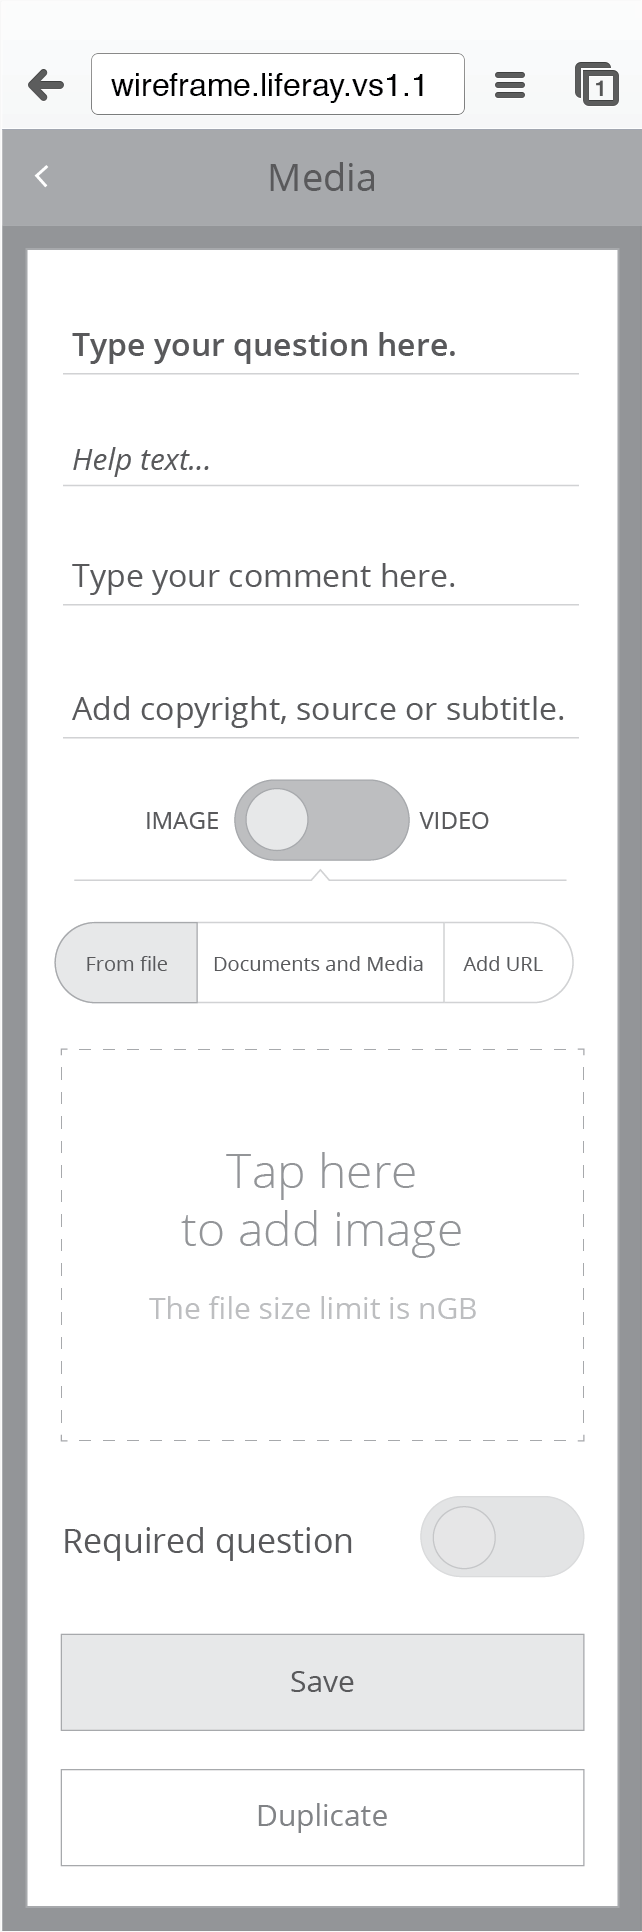 wireframe.liferay.vs1.1
1
Media
Type your question here.
Help text...
Type your comment here.
Add copyright, source or subtitle.
IMAGE VIDEO
From file Documents and Media Add URL
Tap here
to add image
The file size limit is nGB
Required question
Save
Duplicate